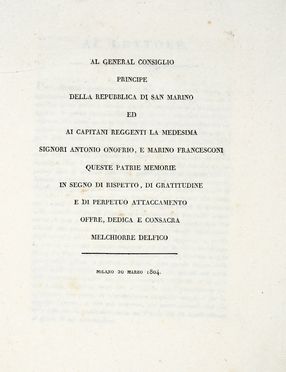 AL GENERAL CONSIGLIO
PRINCIPE
DELLA REPUBBLICA DI SAN MARINO
ED
AI CAPITANI REGGENTI LA MEDESIMA
SIGNORI ANTONIO ONOFRIO, E MARINO FRANCESCONI
QUESTE PATRIE MEMORIE
IN SEGNO DI RISPETTO, DI GRATITUDINE
E DI PERPETUO ATTACCAMENTO
OFFRE, DEDICA E CONSACRA
MELCHIORRE DELFICO
MILANO 20 MARZO 1804.